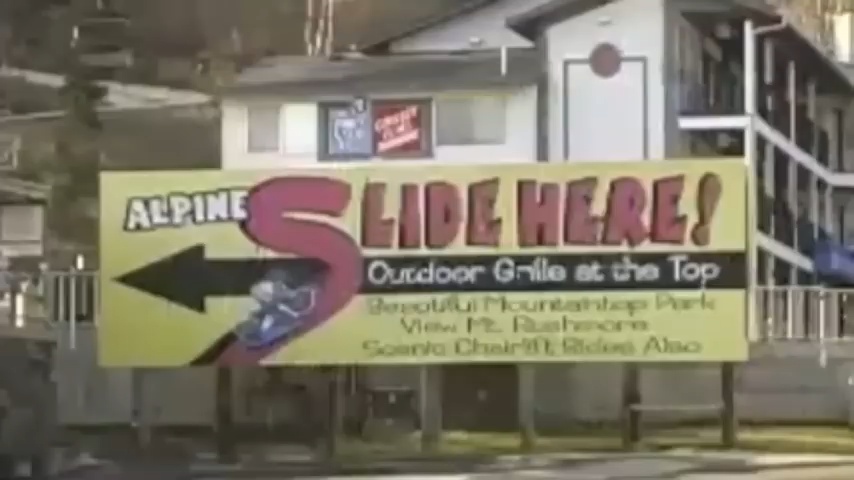 ALPINE SLIDE HERE!
Outdoor Grille at the Top
Beautiful Mountaintop Park
View Mt. Rushmore
Scenic Chairlift Rides Also